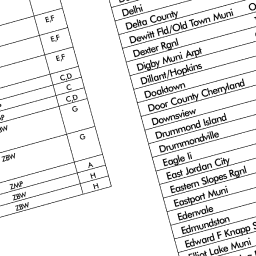 E,F
E,F
E,F
C,D
C
C,D
G
ZBW
G
A
ZMP
H
ZBW
H
ZBW
Delhi
Delta County
Dewitt Fld/Old Town Muni
Dexter Rgnl
Digby Muni Arpt
Dillant/Hopkins
Doaktown
Door County Cherryland
Downsview
Drummond Island
Drummondville
Eagle Ii
East Jordan City
Eastern Slopes Rgnl
Eastport Muni
Edenvale
Edmundston
Edward F Knapp S
Elliot Lake Muni